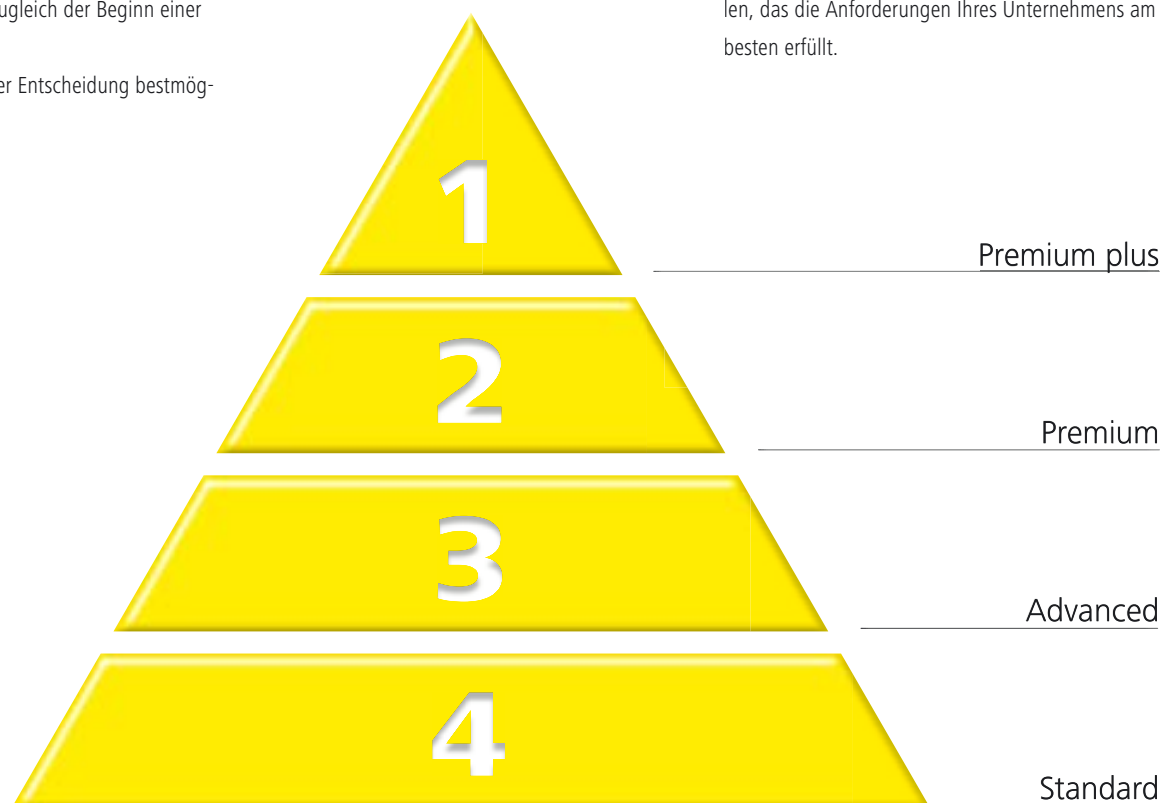 ugleich der Beginn einer
er Entscheidung bestmög-
len, das die Anforderungen Ihres Unternehmens am
besten erfüllt.
1
Premium plus
2
Premium
3
Advanced
4
Standard